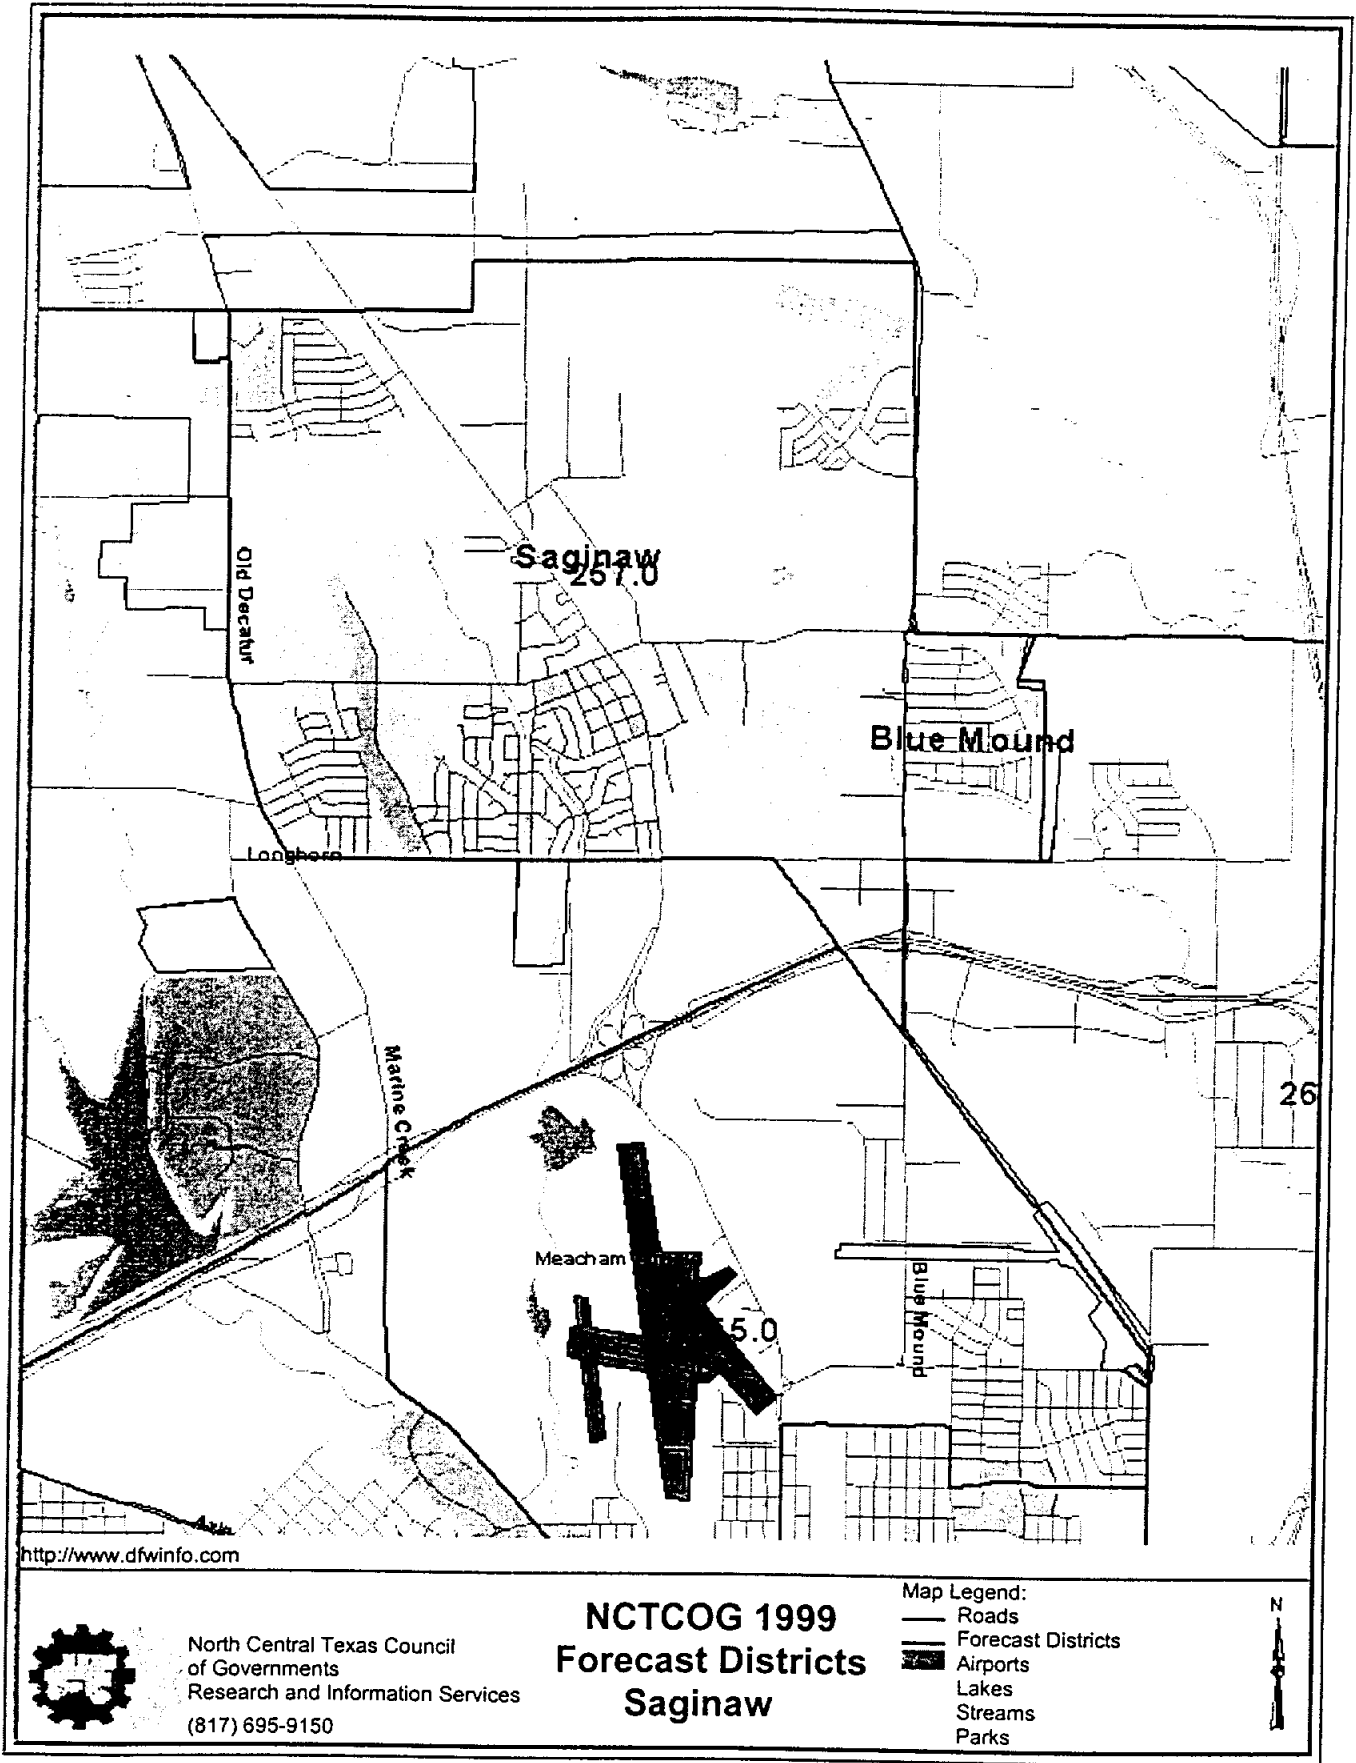 Saginaw
257.0
Old Decatur
Blue Mound
Longhorn
Marine Creek
26
Meacham
5.0
Blue Mound
http://www.dfwinfo.com
North Central Texas Council
of Governments
Research and Information Services
(817) 695-9150
NCTCOG 1999
Forecast Districts
Saginaw
Map Legend:
Roads
Forecast Districts
Airports
Lakes
Streams
Parks
N